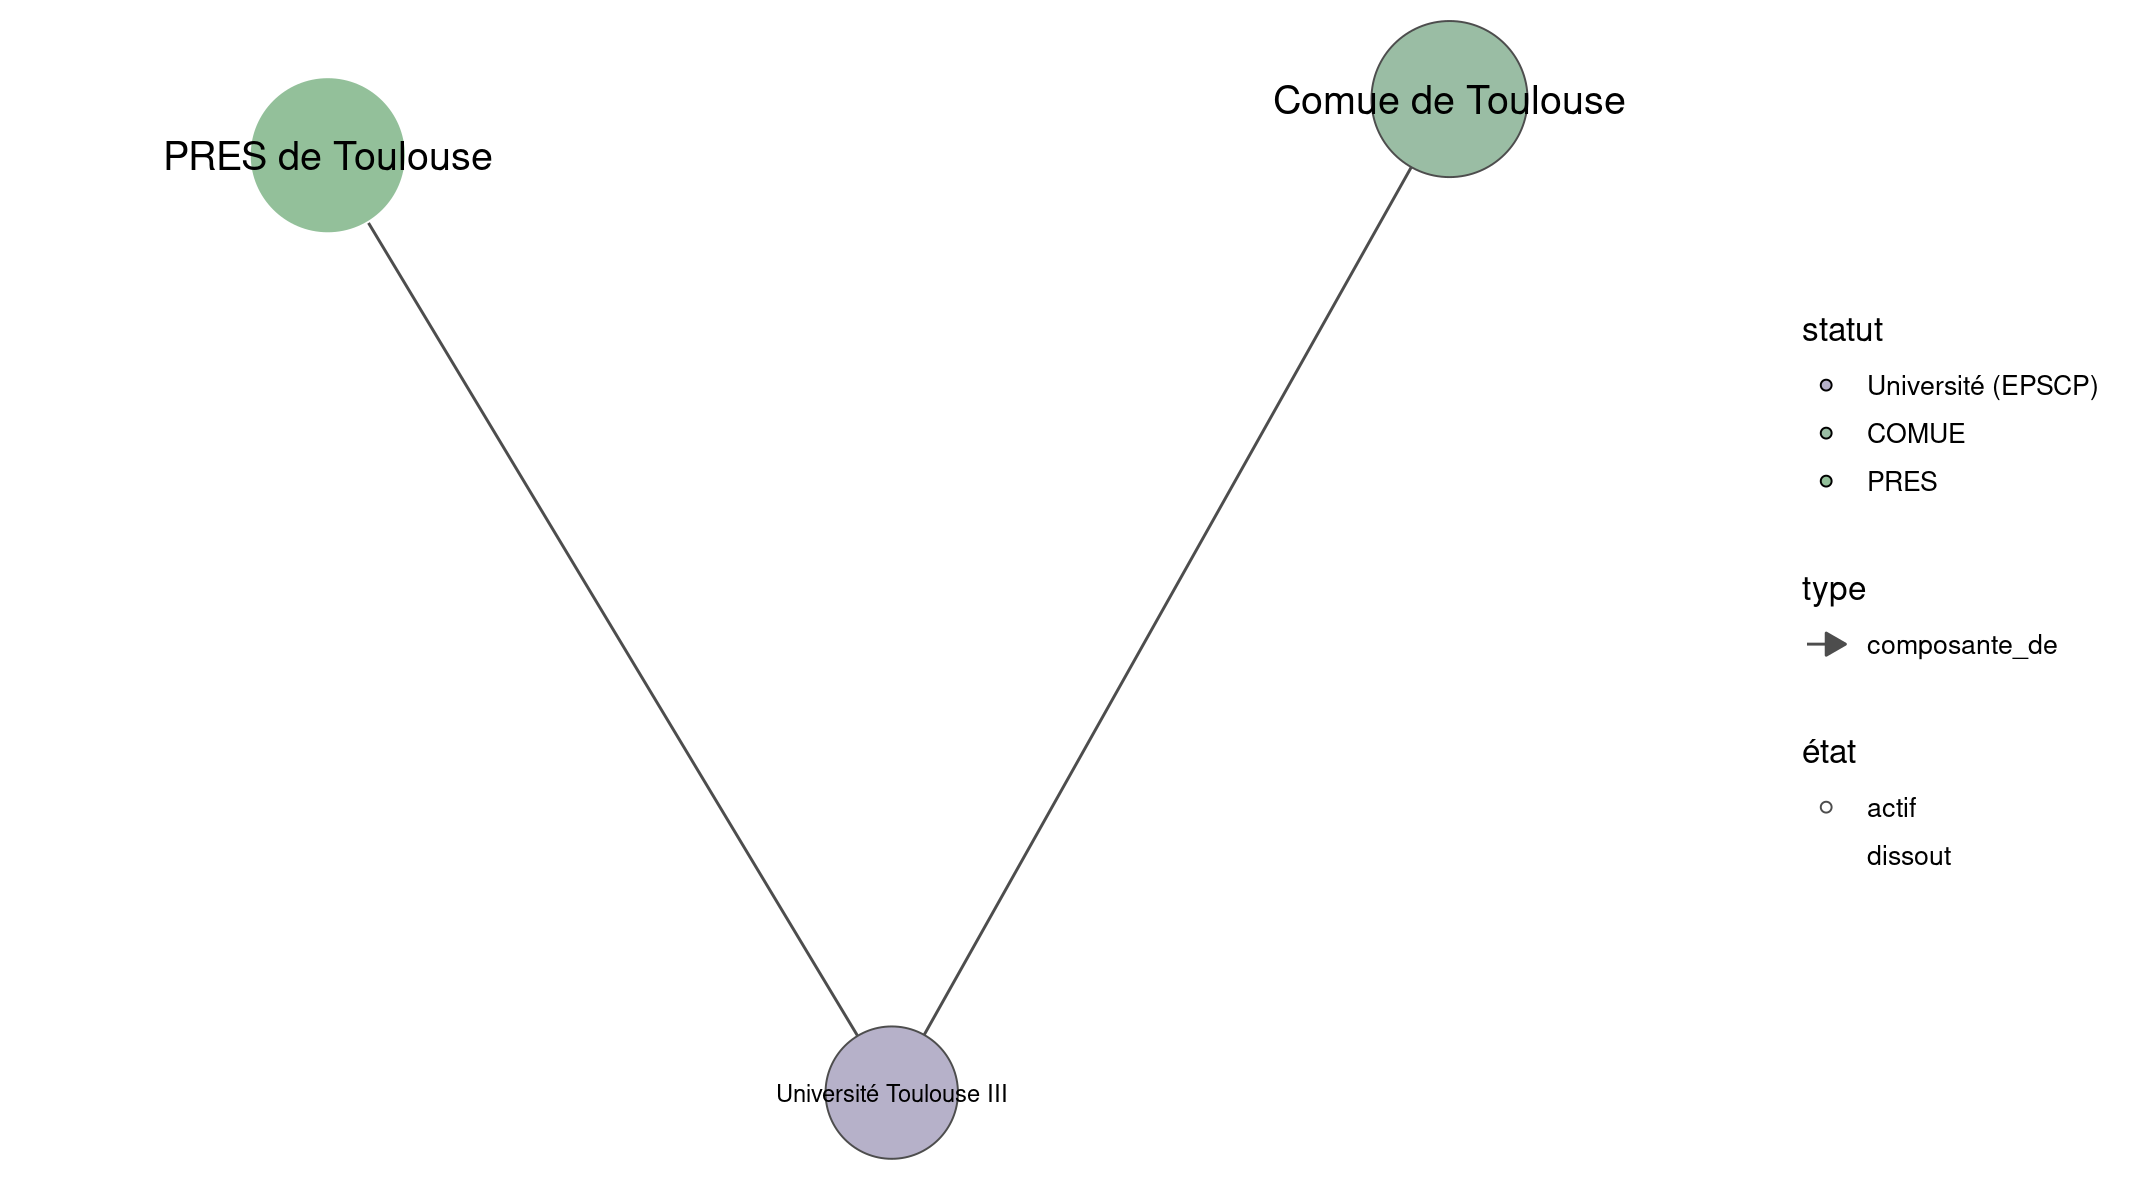 PRES de Toulouse
Comue de Toulouse
Université Toulouse III
statut
Université (EPSCP)
COMUE
PRES
type
composante_de
état
actif
dissout